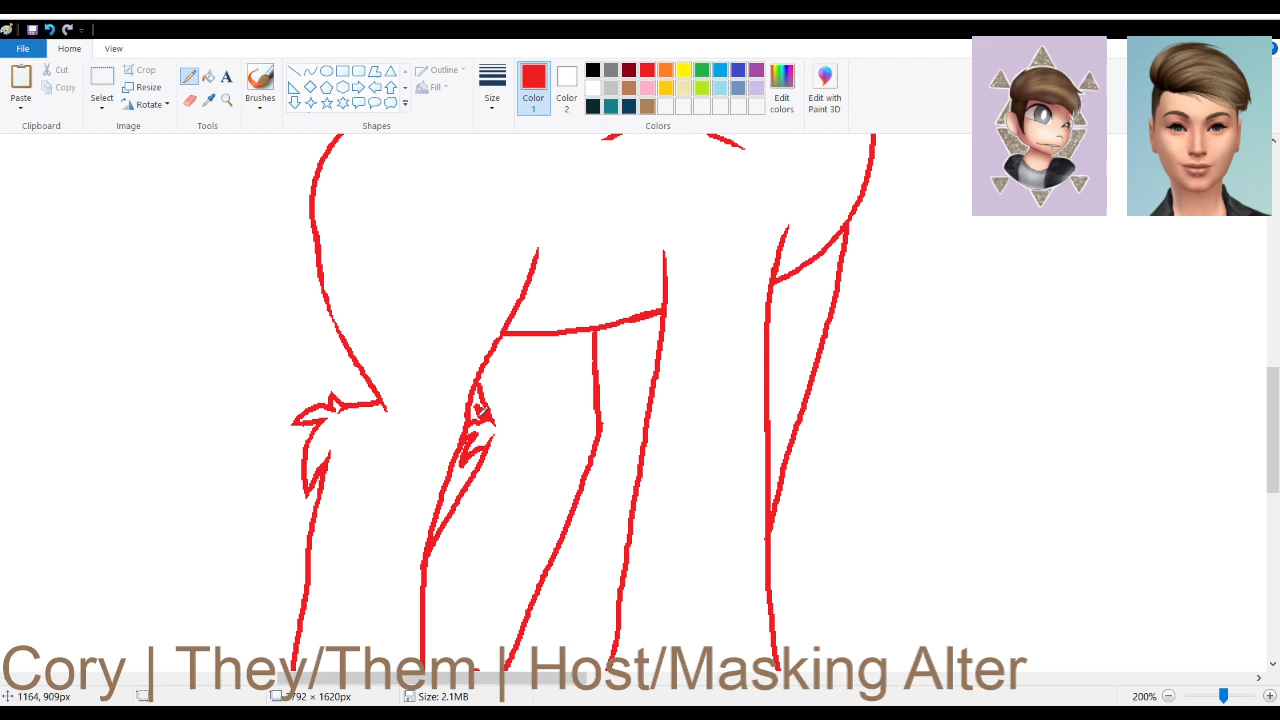 File Home View
Cut
Crop
Outline
Copy
Resize
Fill
Rotate
Paste Select Brushes Size Color 1 Color 2 Edit colors Edit with Paint 3D
Clipboard Image Tools Shapes Colors
Cory | They/Them | Host/Masking Alter
1164, 909px 2792 × 1620px Size: 2.1MB 200%